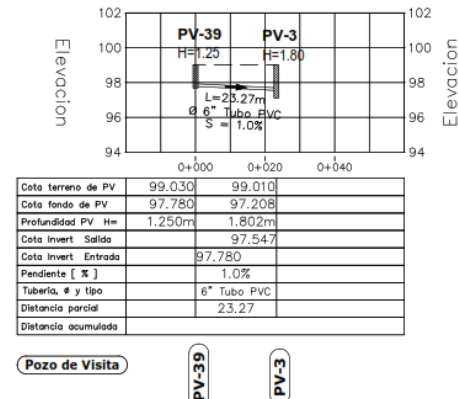 102 102
PV-39 PV-3
100 100
H=1.25 H=1.80
Elevacion Elevacion
98 98
L=23.27m
96 Ø 6" Tubo PVC 96
S = 1.0%
94 94
0+000 0+020 0+040
Cota terreno de PV 99.030 99.010
Cota fondo de PV 97.780 97.208
Profundidad PV H= 1.250m 1.802m
Cota Invert Salida 97.547
Cota Invert Entrada 97.780
Pendiente [ % ] 1.0%
Tubería, ø y tipo 6" Tubo PVC
Distancia parcial 23.27
Distancia acumulada
Pozo de Visita PV-39 PV-3